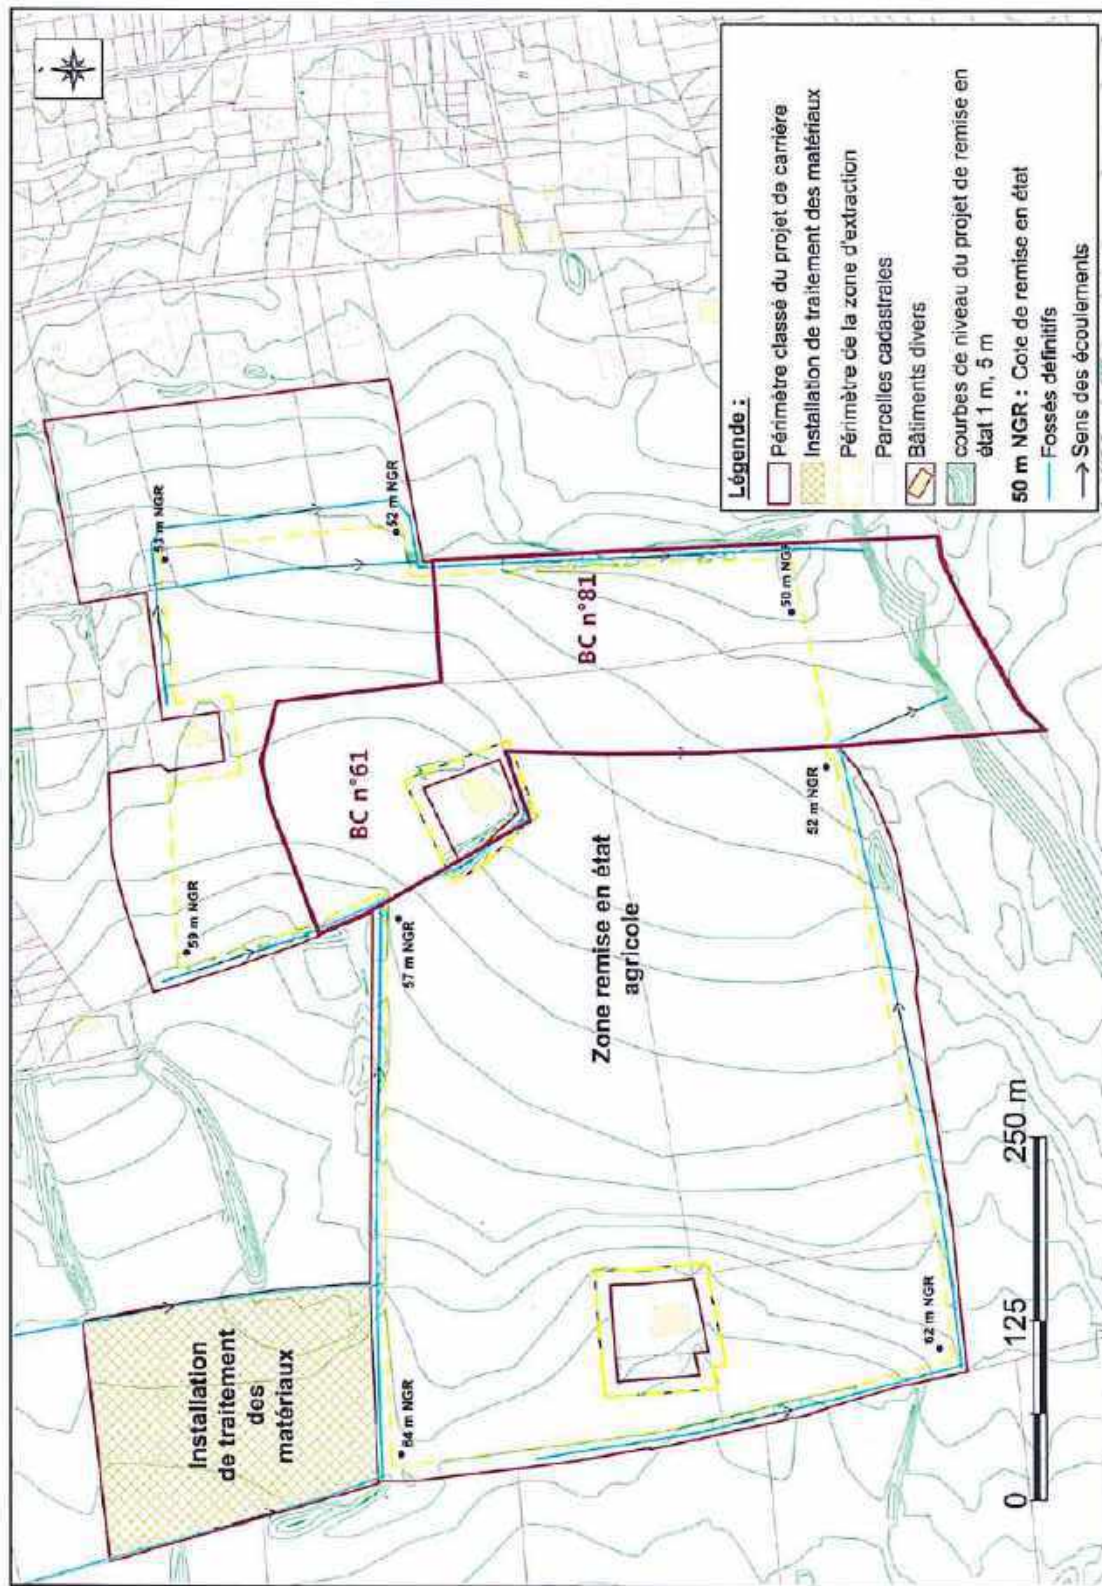 Légende :
Périmètre classé du projet de carrière
Installation de traitement des matériaux
Périmètre de la zone d'extraction
Parcelles cadastrales
Bâtiments divers
courbes de niveau du projet de remise en
état 1 m, 5 m
50 m NGR : Cote de remise en état
Fossés définitifs
Sens des écoulements
Installation
de traitement
des
matériaux
59 m NGR
BC n°61
52 m NGR
64 m NGR
57 m NGR
Zone remise en état
agricole
BC n°81
50 m NGR
52 m NGR
62 m NGR
0
125
250 m